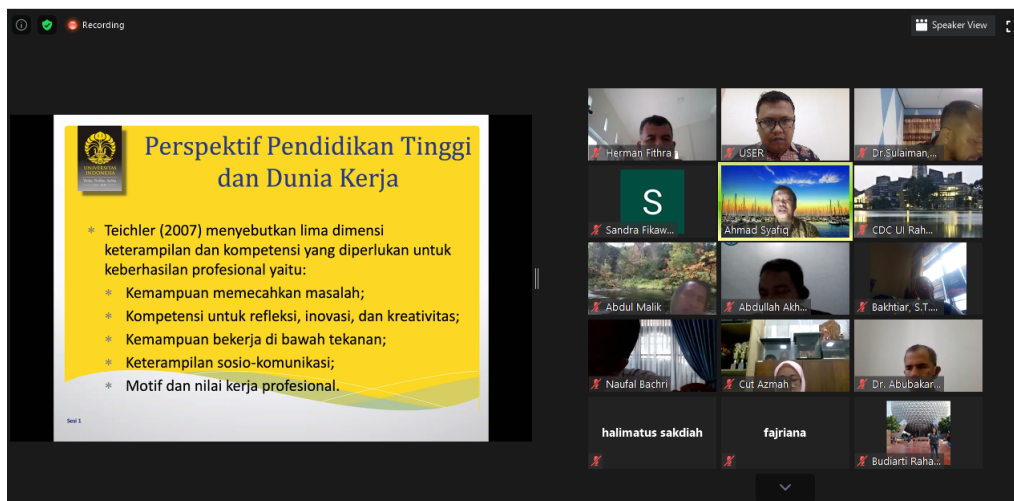 Recording
Speaker View
UNIVERSITAS
INDONESIA
Perspektif Pendidikan Tinggi
dan Dunia Kerja
Teichler (2007) menyebutkan lima dimensi
keterampilan dan kompetensi yang diperlukan untuk
keberhasilan profesional yaitu:
Kemampuan memecahkan masalah;
Kompetensi untuk refleksi, inovasi, dan kreativitas;
Kemampuan bekerja di bawah tekanan;
Keterampilan sosio-komunikasi;
Motif dan nilai kerja profesional.
Sesi 1
Herman Fithra
USER
Dr.Sulaiman,...
S
Sandra Fikaw...
Ahmad Syafiq
CDC UI Rah...
Abdul Malik
Abdullah Akh...
Bakhtiar, S.T....
Naufal Bachri
Cut Azmah
Dr. Abubakar...
halimatus sakdiah
fajriana
Budiarti Raha...